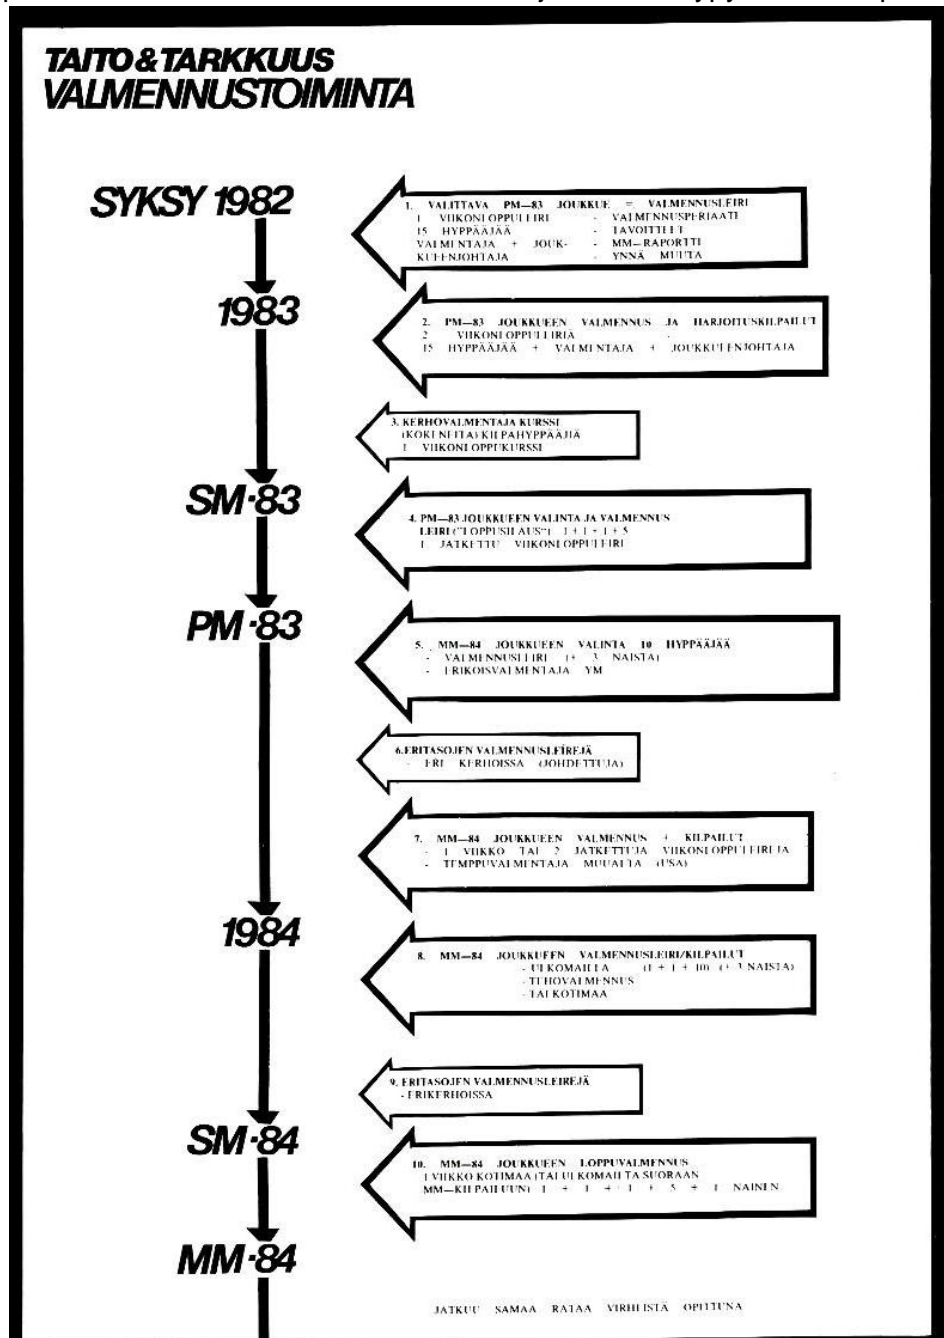 TAITO & TARKKUUS
VALMENNUSTOIMINTA
SYKSY 1982
1. VALITTAVA PM—83 JOUKKUE = VALMENNUSLEIRI
1 VIIKONLOPPULEIRI - VALMENNUSPERIAATI
15 HYPPÄÄJÄÄ - TAVOITTEET
VALMENTAJA + JOUK- - MM—RAPORTTI
KUEENJOHTAJA - YNNÄ MUUTA
1983
2. PM—83 JOUKKUEEN VALMENNUS JA HARJOITUSKILPAILUT
2 VIIKONLOPPULEIRIÄ -
15 HYPPÄÄJÄÄ + VALMENTAJA + JOUKKUEENJOHTAJA
3. KERHOVALMENTAJA KURSSI
(KOKENEITA) KILPAHYPPÄÄJIÄ
1 VIIKONLOPPUKURSSI
SM-83
4. PM—83 JOUKKUEEN VALINTA JA VALMENNUS
LEIRI ("LOPPUSILAUS") 1 + 1 + 1 + 5
1 JATKETTU VIIKONLOPPULEIRI
PM-83
5. MM—84 JOUKKUEEN VALINTA 10 HYPPÄÄJÄÄ
- VALMENNUSLEIRI (+ 3 NAISTA)
- ERIKOISVALMENTAJA YM
6. ERITASOJEN VALMENNUSLEIREJÄ
- ERI KERHOISSA (JOHDETTUJA)
7. MM—84 JOUKKUEEN VALMENNUS + KILPAILUT
- 1 VIIKKO TAI 2 JATKETTUJA VIIKONLOPPULEIREJÄ
- TEMPPUVALMENTAJA MUUALTA (USA)
1984
8. MM—84 JOUKKUEEN VALMENNUSLEIRI/KILPAILUT
- ULKOMAILLA (1 + 1 + 10) (+ 3 NAISTA)
- TEHOVALMENNUS
- TAI KOTIMAA
9. ERITASOJEN VALMENNUSLEIREJÄ
- ERIKERHOISSA
SM-84
10. MM—84 JOUKKUEEN LOPPUVALMENNUS
1 VIIKKO KOTIMAA (TAI ULKOMAILTA SUORAAN
MM—KILPAILUUN) 1 + 1 + 1 + 5 + 1 NAINEN
MM-84
JATKUU SAMAA RATAA VIRHEISTÄ OPITTUNA